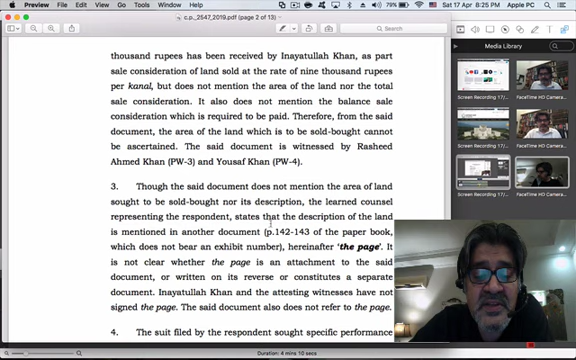 Preview File Edit View Go Tools Window Help
79% Sat 17 Apr 8:25 PM Apple PC
c.p._2547_2019.pdf (page 2 of 13)
Media Library
thousand rupees has been received by Inayatullah Khan, as part
sale consideration of land sold at the rate of nine thousand rupees
per kanal, but does not mention the area of the land nor the total
sale consideration. It also does not mention the balance sale
consideration which is required to be paid. Therefore, from the said
document, the area of the land which is to be sold-bought cannot
be ascertained. The said document is witnessed by Rasheed
Ahmed Khan (PW-3) and Yousaf Khan (PW-4).
3. Though the said document does not mention the area of land
sought to be sold-bought nor its description, the learned counsel
representing the respondent, states that the description of the land
is mentioned in another document (p.142-143 of the paper book,
which does not bear an exhibit number), hereinafter 'the page'. It
is not clear whether the page is an attachment to the said
document, or written on its reverse or constitutes a separate
document. Inayatullah Khan and the attesting witnesses have not
signed the page. The said document also does not refer to the page.
4. The suit filed by the respondent sought specific performance
Screen Recording 17...
FaceTime HD Camera...
Screen Recording 17...
FaceTime HD Camera...
Screen Recording 17...
FaceTime HD Camera...
Duration: 4 mins 10 secs